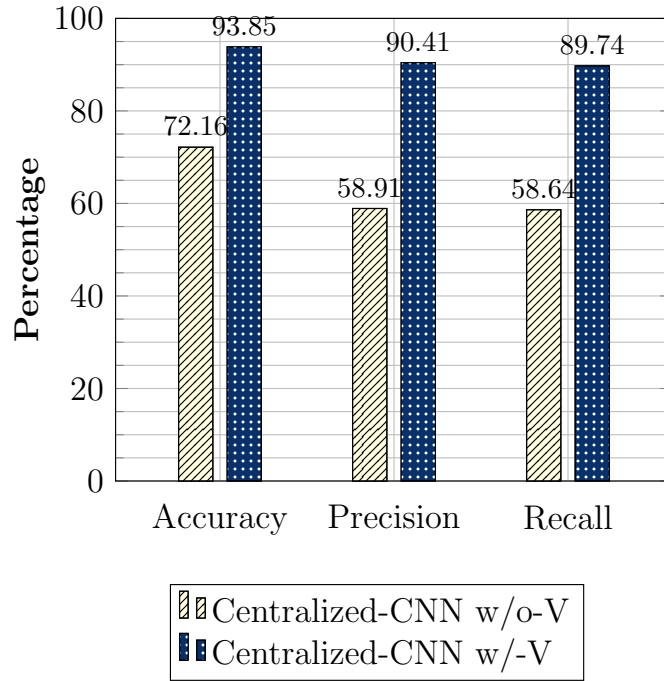 100
80
60
40
20
0
Percentage
72.16
93.85
58.91
90.41
58.64
89.74
Accuracy
Precision
Recall
Centralized-CNN w/o-V
Centralized-CNN w/-V